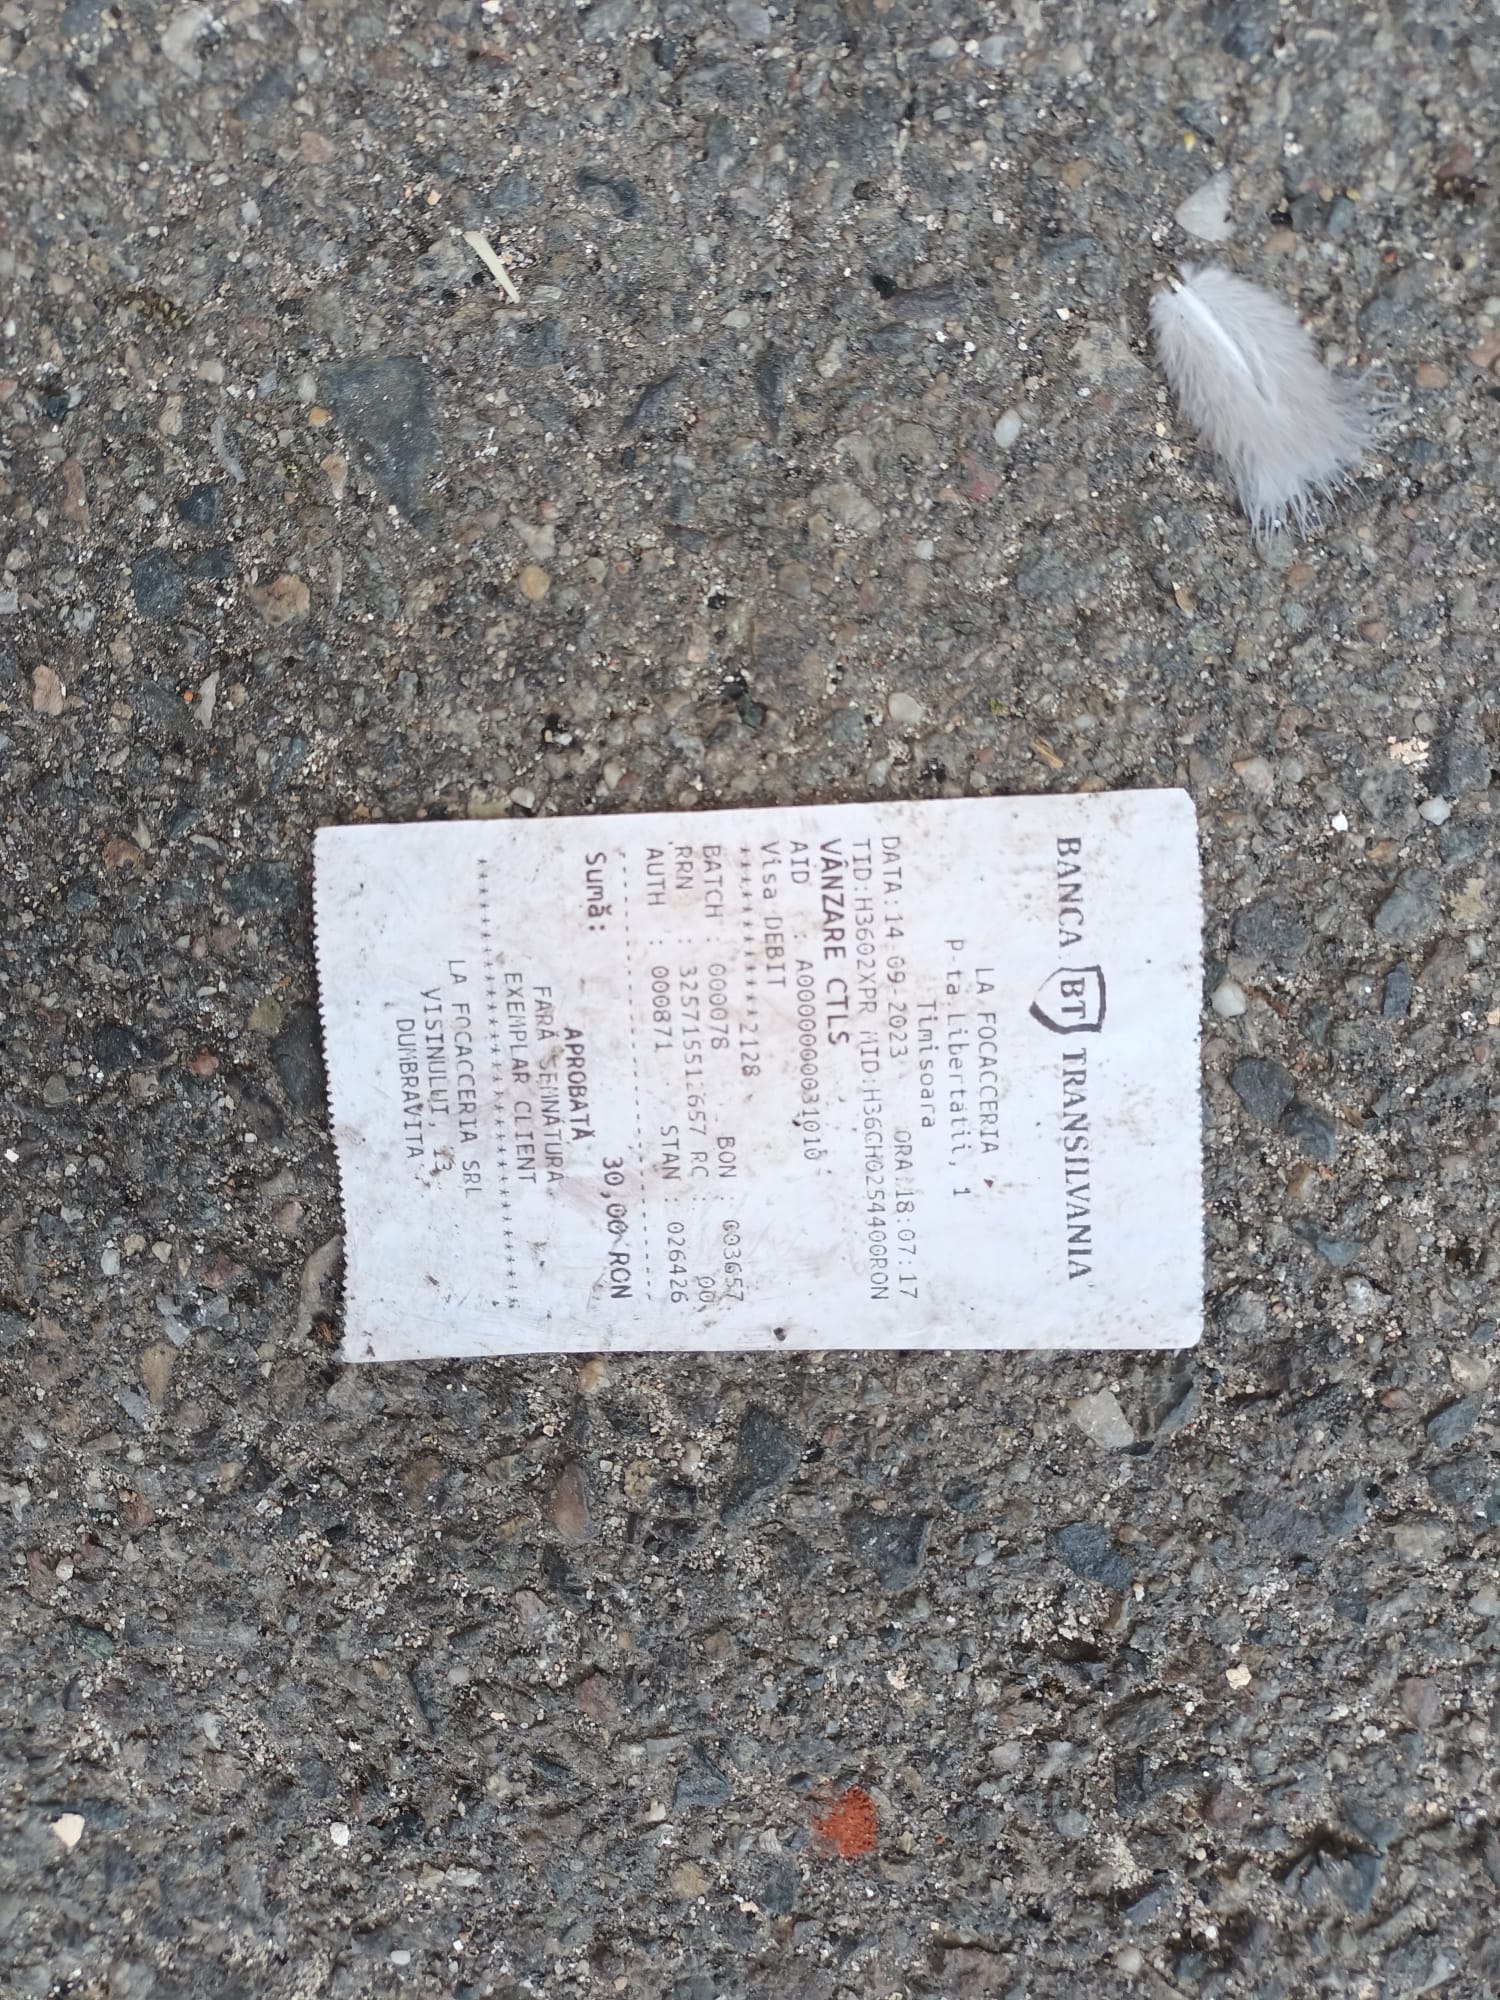 BANCA BT TRANSILVANIA
LA FOCACCERIA
P-ta Libertatii, 1
Timisoara
DATA:14.09.2023 ORA:18:07:17
TID:H3602XPR MID:H36CH0254400RON
VÂNZARE CTLS
AID : A0000000031010
Visa DEBIT
************2128
BATCH : 000078 BON : 003657
RRN : 325715512657 RC : 00
AUTH : 000871 STAN : 026426
--------------------------------
Sumă: 30,00 RON
APROBATĂ
FARĂ SEMNĂTURĂ
EXEMPLAR CLIENT
********************************
LA FOCACCERIA SRL
VISINULUI, 13
DUMBRAVITA